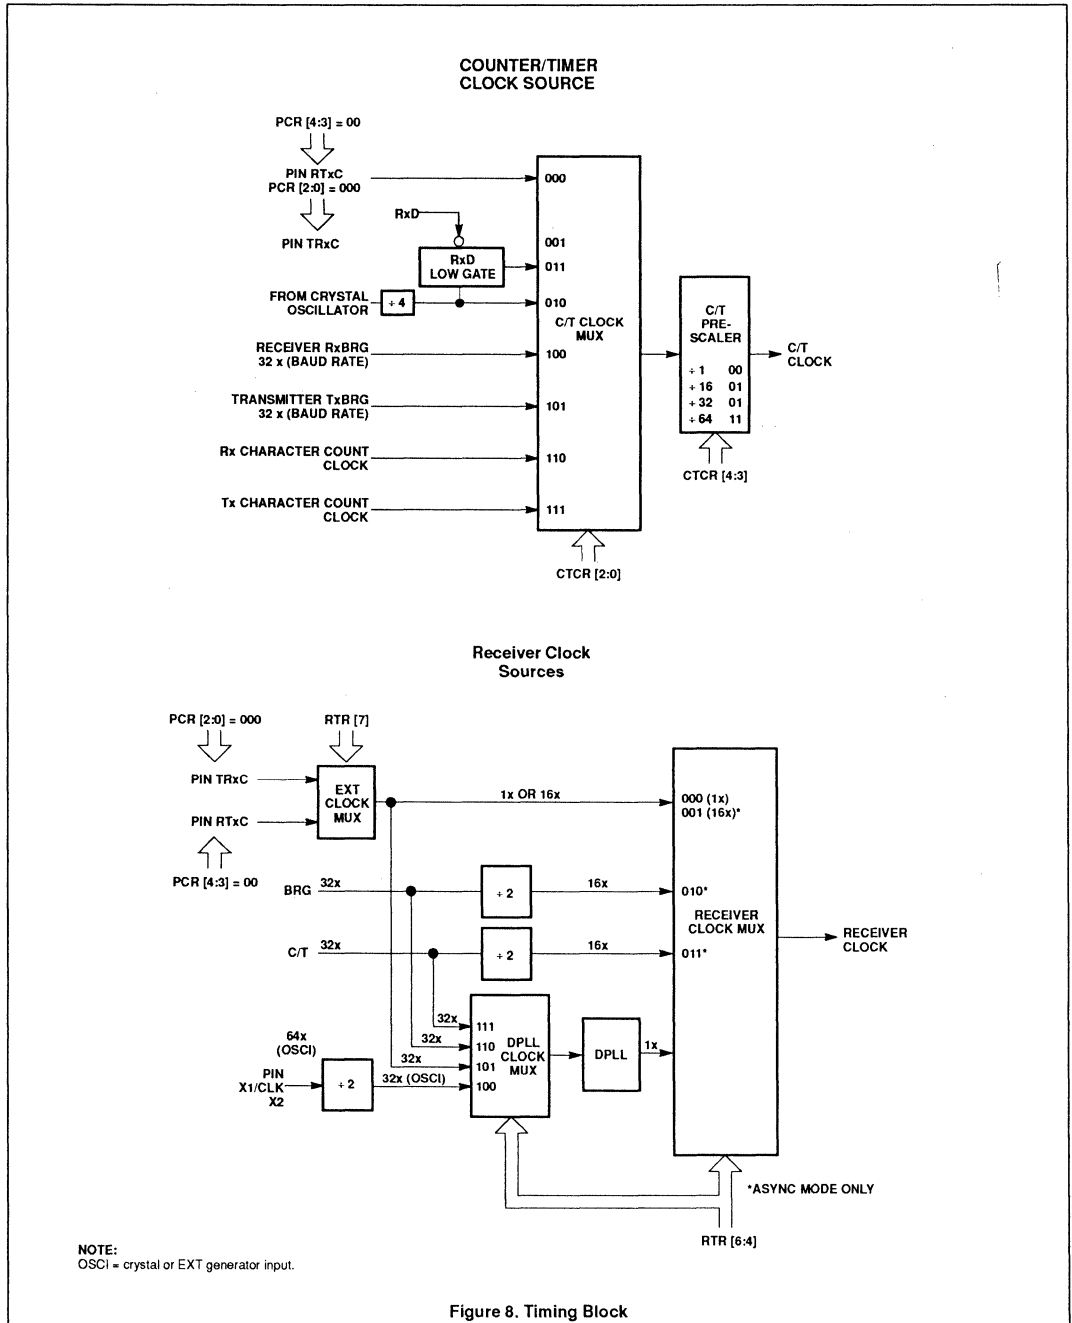 COUNTER/TIMER
CLOCK SOURCE
PCR [4:3] = 00
PIN RTxC
PCR [2:0] = 000
PIN TRxC
000
RxD
001
RxD
LOW GATE
011
FROM CRYSTAL
OSCILLATOR
÷ 4
010
C/T CLOCK
MUX
RECEIVER RxBRG
32 x (BAUD RATE)
100
TRANSMITTER TxBRG
32 x (BAUD RATE)
101
Rx CHARACTER COUNT
CLOCK
110
Tx CHARACTER COUNT
CLOCK
111
CTCR [2:0]
C/T
PRE-
SCALER
÷ 1 00
÷ 16 01
÷ 32 01
÷ 64 11
C/T
CLOCK
CTCR [4:3]
Receiver Clock
Sources
PCR [2:0] = 000
RTR [7]
PIN TRxC
EXT
CLOCK
MUX
PIN RTxC
PCR [4:3] = 00
1x OR 16x
000 (1x)
001 (16x)*
BRG
32x
÷ 2
16x
010*
RECEIVER
CLOCK MUX
RECEIVER
CLOCK
C/T
32x
÷ 2
16x
011*
32x
111
32x
110
32x
101
32x (OSCI)
100
DPLL
CLOCK
MUX
DPLL
1x
64x
(OSCI)
PIN
X1/CLK
X2
÷ 2
*ASYNC MODE ONLY
RTR [6:4]
NOTE:
OSCI = crystal or EXT generator input.
Figure 8. Timing Block